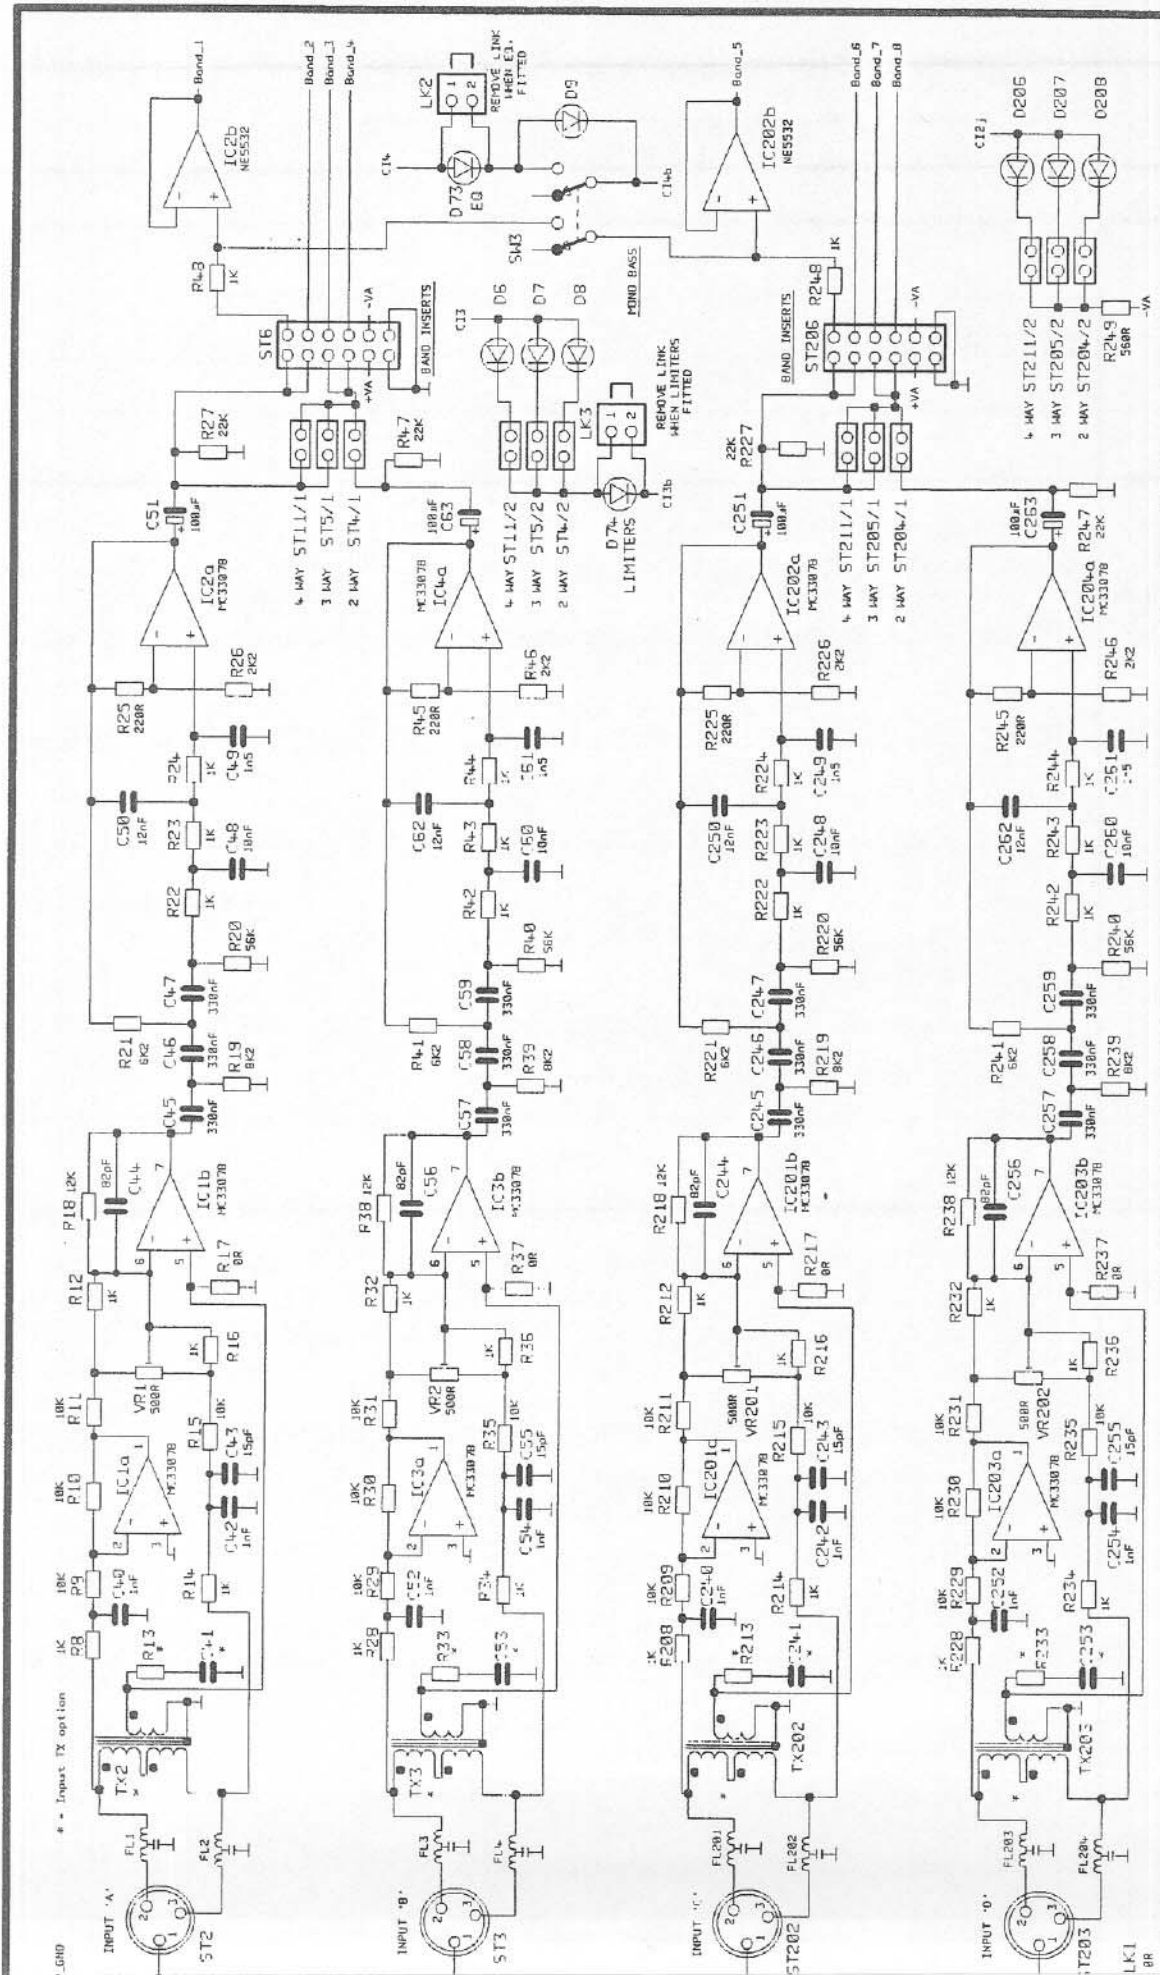 * = Input TX option
INPUT 'A'
ST2
FL1
FL2
TX2
*
R8
1K
R9
10K
C40
1nF
R10
10K
R11
10K
R12
1K
R13
*
R14
1K
C42
1nF
C43
15pF
R15
10K
R16
1K
VR1
500R
IC1a
MC33078
R17
0R
R18 12K
82pF
C44
IC1b
MC33078
C45
330nF
R19
8K2
C46
330nF
R21
6K2
C47
330nF
R20
56K
R22
1K
C48
10nF
R23
1K
C50
12nF
1K
C49
1n5
R25
220R
R26
2K2
IC2a
MC33078
C51
100uF
R27
22K
4 WAY ST11/1
3 WAY ST5/1
2 WAY ST4/1
ST6
+VA
-VA
BAND INSERTS
R48
1K
IC2b
NE5532
Band_1
Band_2
Band_3
Band_4
INPUT 'B'
ST3
FL3
FL4
TX3
*
1K
R28
10K
R29
C52
1nF
R30
10K
R31
10K
R32
1K
R33
*
R34
1K
C54
1nF
C55
15pF
R35
10K
R36
1K
VR2
500R
IC3a
MC33078
R37
0R
R38 12K
82pF
C56
IC3b
MC33078
C57
330nF
R39
8K2
C58
330nF
R41
6K2
C59
330nF
R40
56K
R42
1K
C60
10nF
R43
1K
C62
12nF
R44
1K
C61
1n5
R45
220R
R46
2K2
MC33078
IC4a
100uF
C63
R47
22K
4 WAY ST11/2
3 WAY ST5/2
2 WAY ST4/2
CI3
D6
D7
D8
LK3
REMOVE LINK
WHEN LIMITERS
FITTED
D74
LIMITERS
CI3b
CI4
D73
EQ
LK2
REMOVE LINK
WHEN EQ.
FITTED
D9
SW3
CI4b
MONO BASS
INPUT 'C'
ST202
FL201
FL202
TX202
*
1K
R208
10K
R209
C240
1nF
R210
10K
R211
10K
R212
1K
R213
*
C241
*
R214
1K
C242
1nF
C243
15pF
R215
10K
R216
1K
500R
VR201
IC201a
MC33078
R217
0R
R218 12K
82pF
C244
IC201b
MC33078
C245
330nF
R219
8K2
C246
330nF
R221
6K2
C247
330nF
R220
56K
R222
1K
C248
10nF
R223
1K
C250
12nF
R224
1K
C249
1n5
R225
220R
R226
2K2
IC202a
MC33078
C251
100uF
22K
R227
4 WAY ST211/1
3 WAY ST205/1
2 WAY ST204/1
ST206
+VA
-VA
BAND INSERTS
R248
1K
IC202b
NE5532
Band_5
Band_6
Band_7
Band_8
INPUT 'D'
ST203
LK1
0R
FL203
FL204
TX203
*
1K
R228
10K
R229
C252
1nF
R230
10K
R231
10K
R232
1K
R233
*
C253
*
R234
1K
C254
1nF
C255
15pF
R235
10K
R236
1K
500R
VR202
IC203a
MC33078
R237
0R
R238 12K
82pF
C256
IC203b
MC33078
C257
330nF
R239
8K2
C258
330nF
R241
6K2
C259
330nF
R240
56K
R242
1K
C260
10nF
R243
1K
C262
12nF
R244
1K
C261
R245
220R
R246
2K2
IC204a
MC33078
100uF
C263
R247
22K
4 WAY ST211/2
3 WAY ST205/2
2 WAY ST204/2
R249
560R
-VA
CI2j
D206
D207
D208